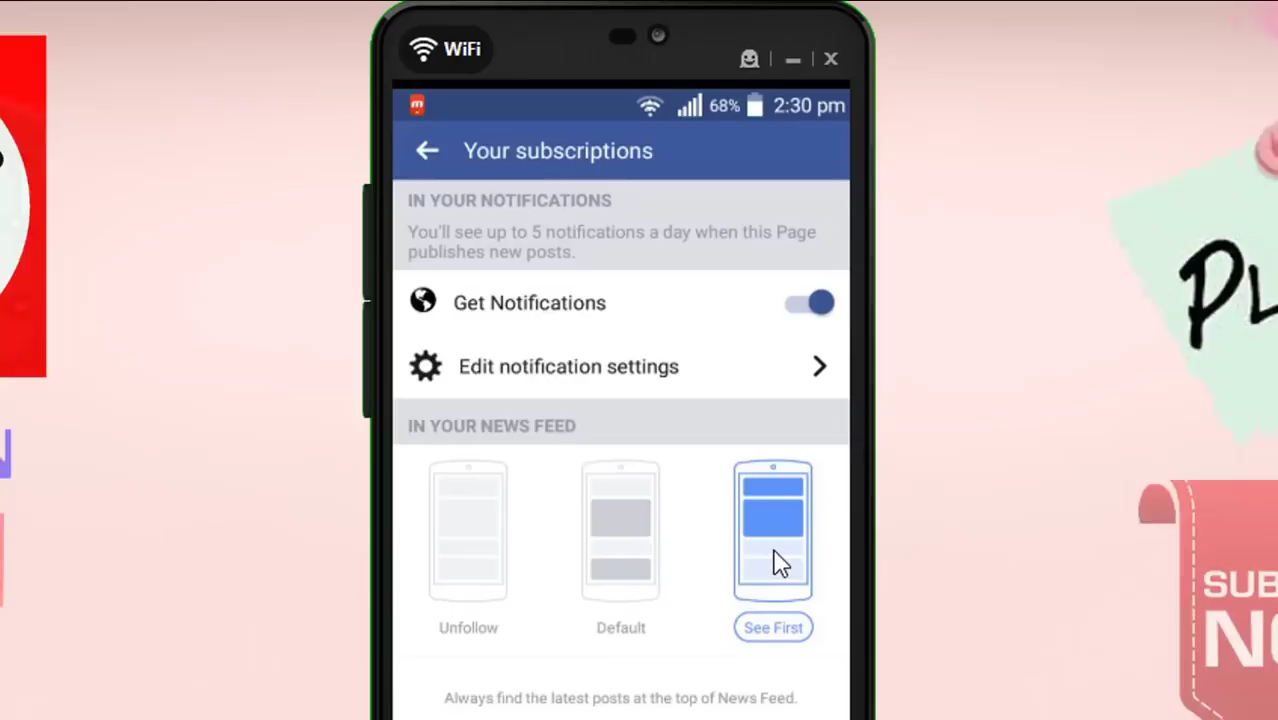 WiFi
68% 2:30 pm
Your subscriptions
IN YOUR NOTIFICATIONS
You'll see up to 5 notifications a day when this Page
publishes new posts.
Get Notifications
Edit notification settings
IN YOUR NEWS FEED
Unfollow
Default
See First
Always find the latest posts at the top of News Feed.